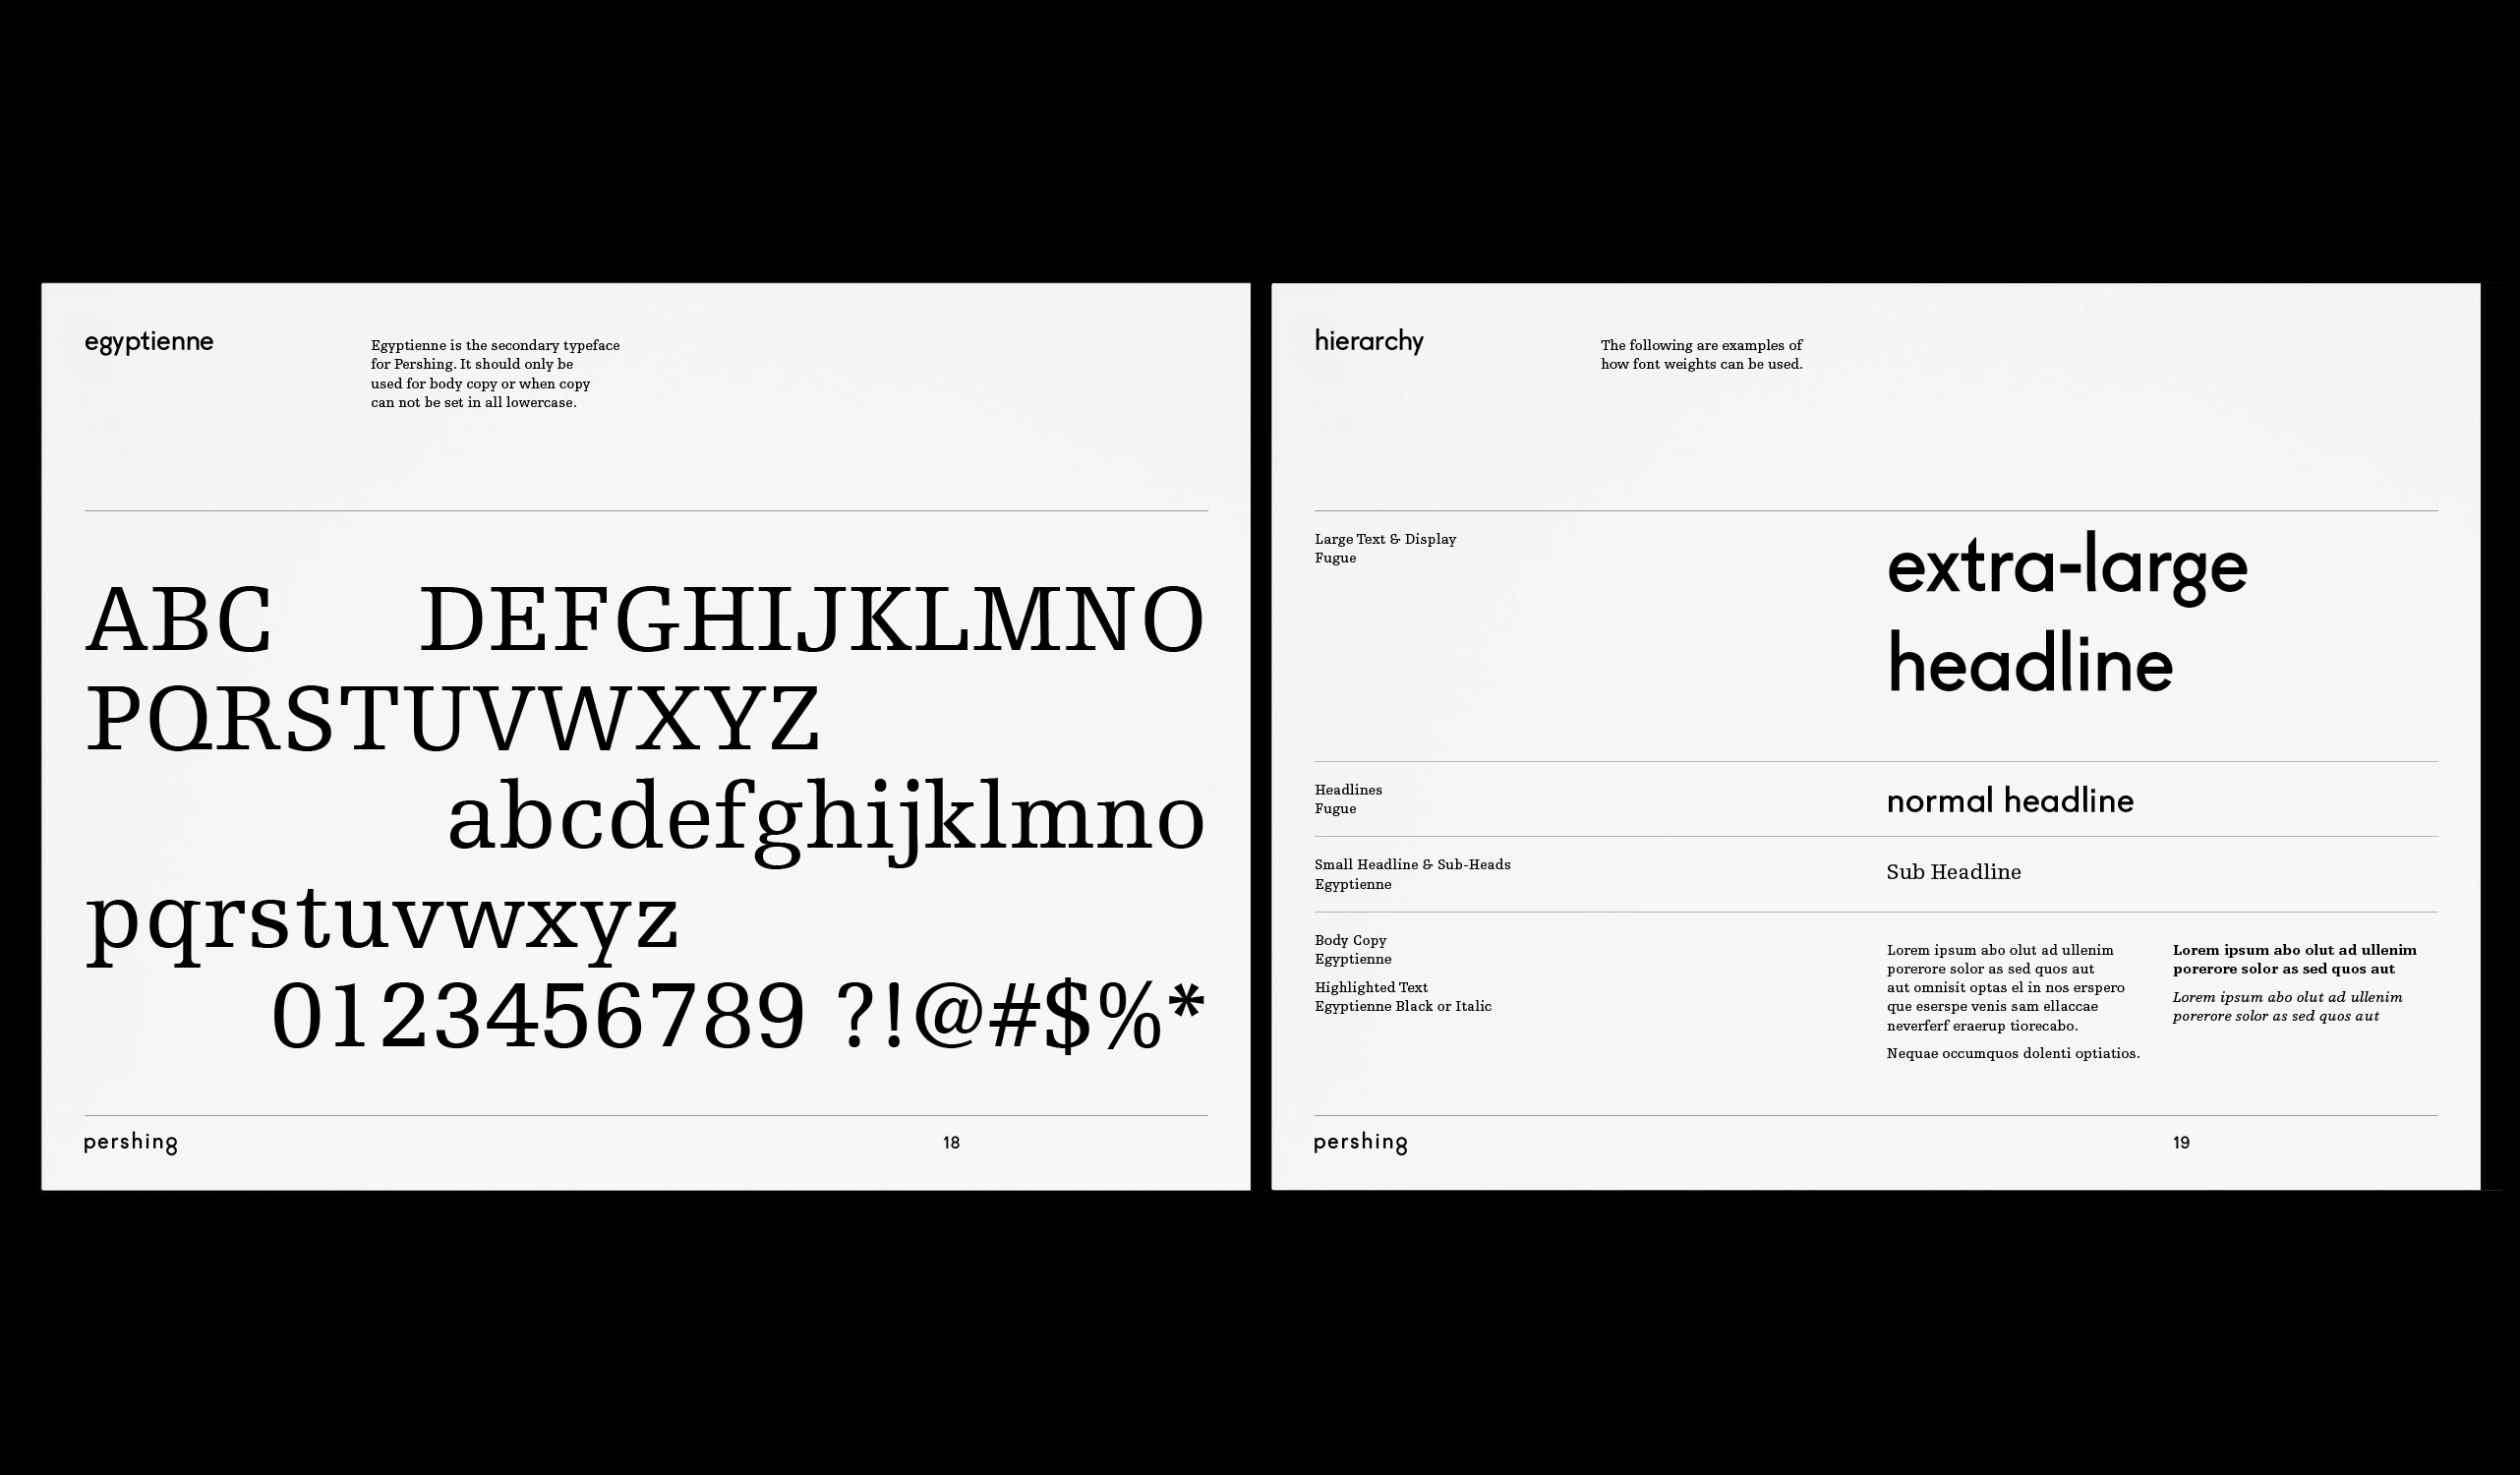 egyptienne
Egyptienne is the secondary typeface
for Pershing. It should only be
used for body copy or when copy
can not be set in all lowercase.
ABC DEFGHIJKLMNO
PQRSTUVWXYZ
abcdefghijklmno
pqrstuvwxyz
0123456789 ?!@#$%*
pershing 18
hierarchy
The following are examples of
how font weights can be used.
Large Text & Display
Fugue
extra-large
headline
Headlines
Fugue
normal headline
Small Headline & Sub-Heads
Egyptienne
Sub Headline
Body Copy
Egyptienne
Highlighted Text
Egyptienne Black or Italic
Lorem ipsum abo olut ad ullenim
porerore solor as sed quos aut
aut omnisit optas el in nos erspero
que eserspe venis sam ellaccae
neverferf eraerup tiorecabo.
Nequae occumquos dolenti optiatios.
Lorem ipsum abo olut ad ullenim
porerore solor as sed quos aut
Lorem ipsum abo olut ad ullenim
porerore solor as sed quos aut
pershing 19